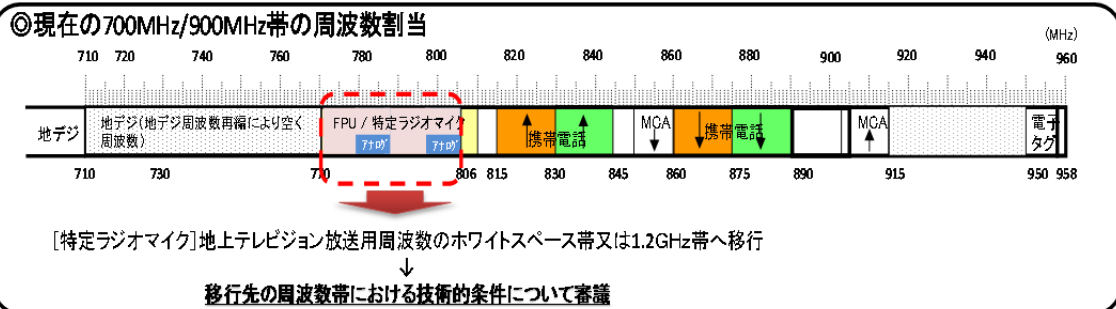 ◎現在の700MHz/900MHz帯の周波数割当
(MHz)
710 720 740 760 780 800 820 840 860 880 900 920 940 960
地デジ 地デジ(地デジ周波数再編により空く FPU / 特定ラジオマイク 携帯電話 MCA 携帯電話 MCA 電子
周波数) アナログ アナログ タグ
710 730 770 806 815 830 845 860 875 890 915 950 958
[特定ラジオマイク]地上テレビジョン放送用周波数のホワイトスペース帯又は1.2GHz帯へ移行
↓
移行先の周波数帯における技術的条件について審議